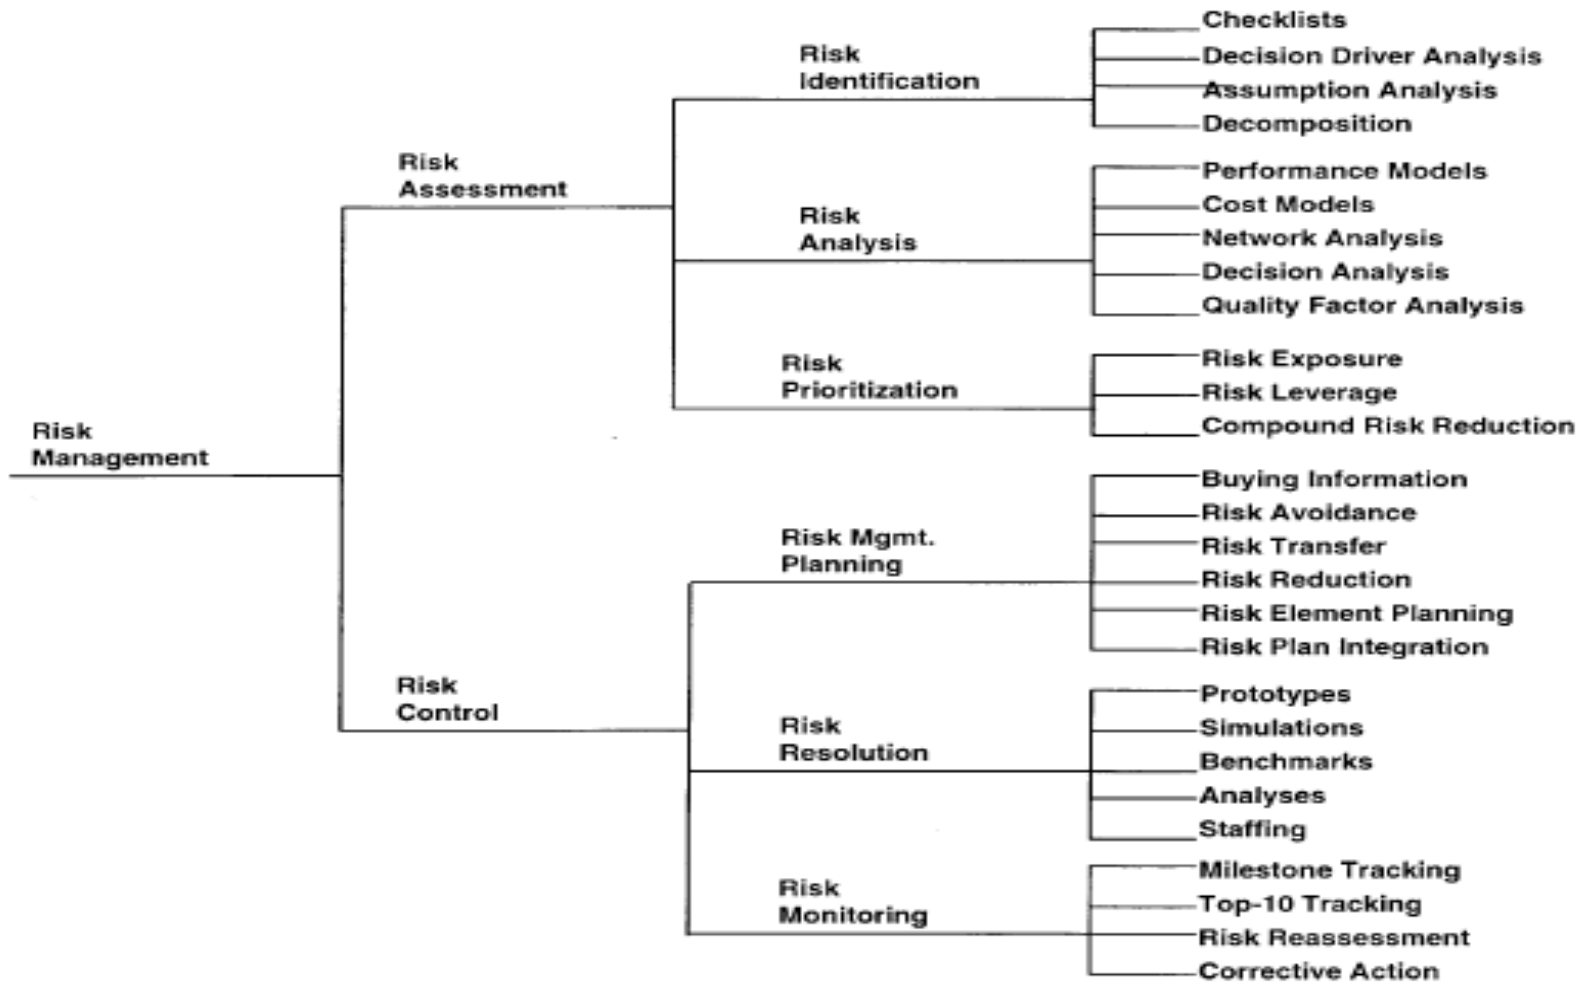 Risk
Management
Risk
Assessment
Risk
Identification
Checklists
Decision Driver Analysis
Assumption Analysis
Decomposition
Risk
Analysis
Performance Models
Cost Models
Network Analysis
Decision Analysis
Quality Factor Analysis
Risk
Prioritization
Risk Exposure
Risk Leverage
Compound Risk Reduction
Risk
Control
Risk Mgmt.
Planning
Buying Information
Risk Avoidance
Risk Transfer
Risk Reduction
Risk Element Planning
Risk Plan Integration
Risk
Resolution
Prototypes
Simulations
Benchmarks
Analyses
Staffing
Risk
Monitoring
Milestone Tracking
Top-10 Tracking
Risk Reassessment
Corrective Action